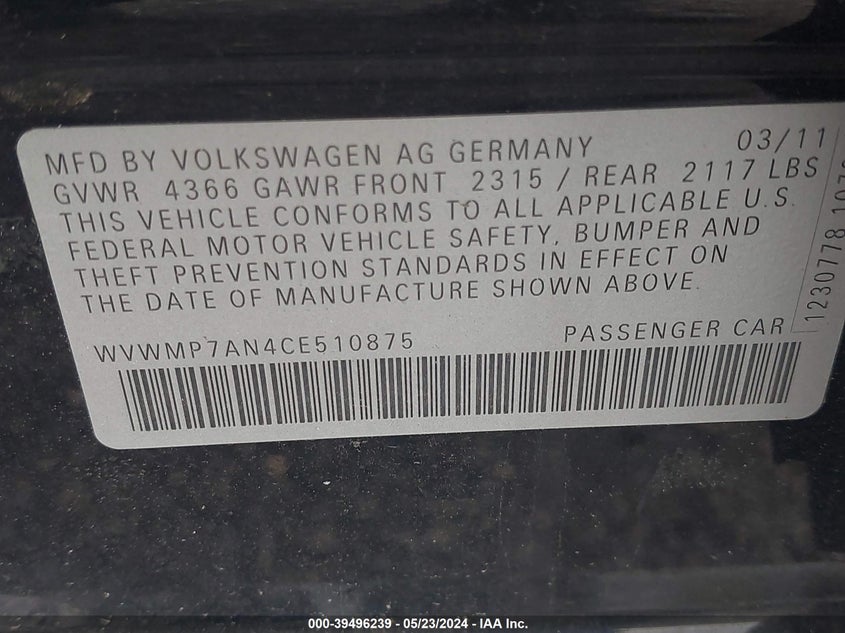 MFD BY VOLKSWAGEN AG GERMANY 03/11
GVWR 4366 GAWR FRONT 2315 / REAR 2117 LBS
THIS VEHICLE CONFORMS TO ALL APPLICABLE U.S.
FEDERAL MOTOR VEHICLE SAFETY, BUMPER AND
THEFT PREVENTION STANDARDS IN EFFECT ON
THE DATE OF MANUFACTURE SHOWN ABOVE.
WVWMP7AN4CE510875 PASSENGER CAR
1230778
000-39496239 - 05/23/2024 - IAA Inc.